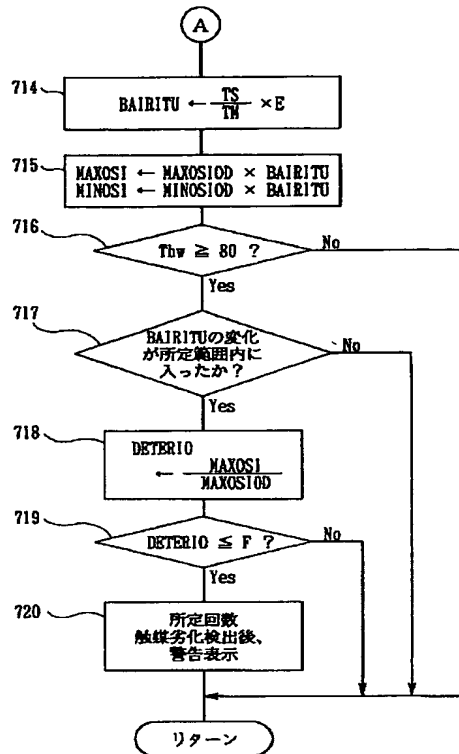 A
714
BAIRITU ← TS/TM × E
715
MAXOSI ← MAXOSIOD × BAIRITU
MINOSI ← MINOSIOD × BAIRITU
716
Thw ≧ 80 ?
No
Yes
717
BAIRITUの変化
が所定範囲内に
入ったか?
No
Yes
718
DETERIO
← MAXOSI/MAXOSIOD
719
DETERIO ≦ F ?
No
Yes
720
所定回数
触媒劣化検出後、
警告表示
リターン